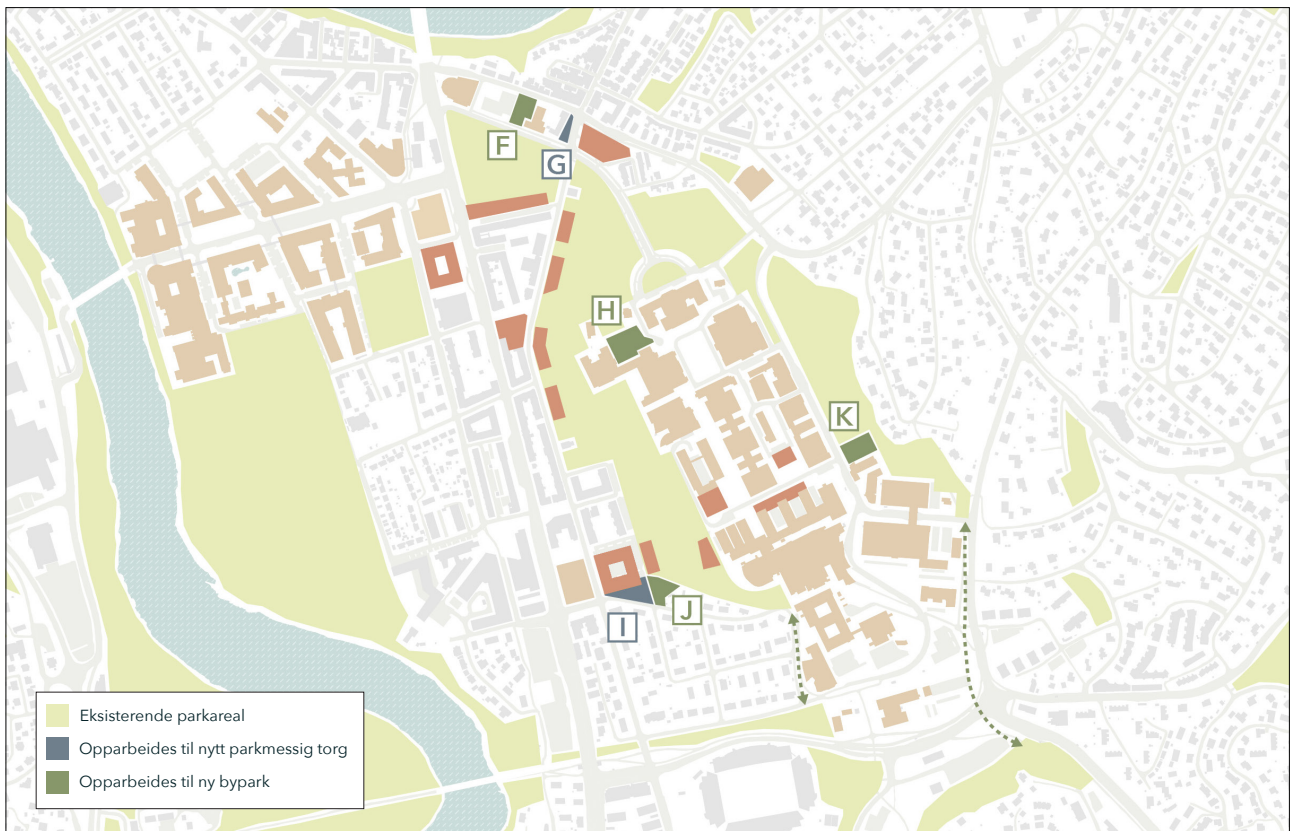 F
G
H
K
J
I
Eksisterende parkareal
Opparbeides til nytt parkmessig torg
Opparbeides til ny bypark